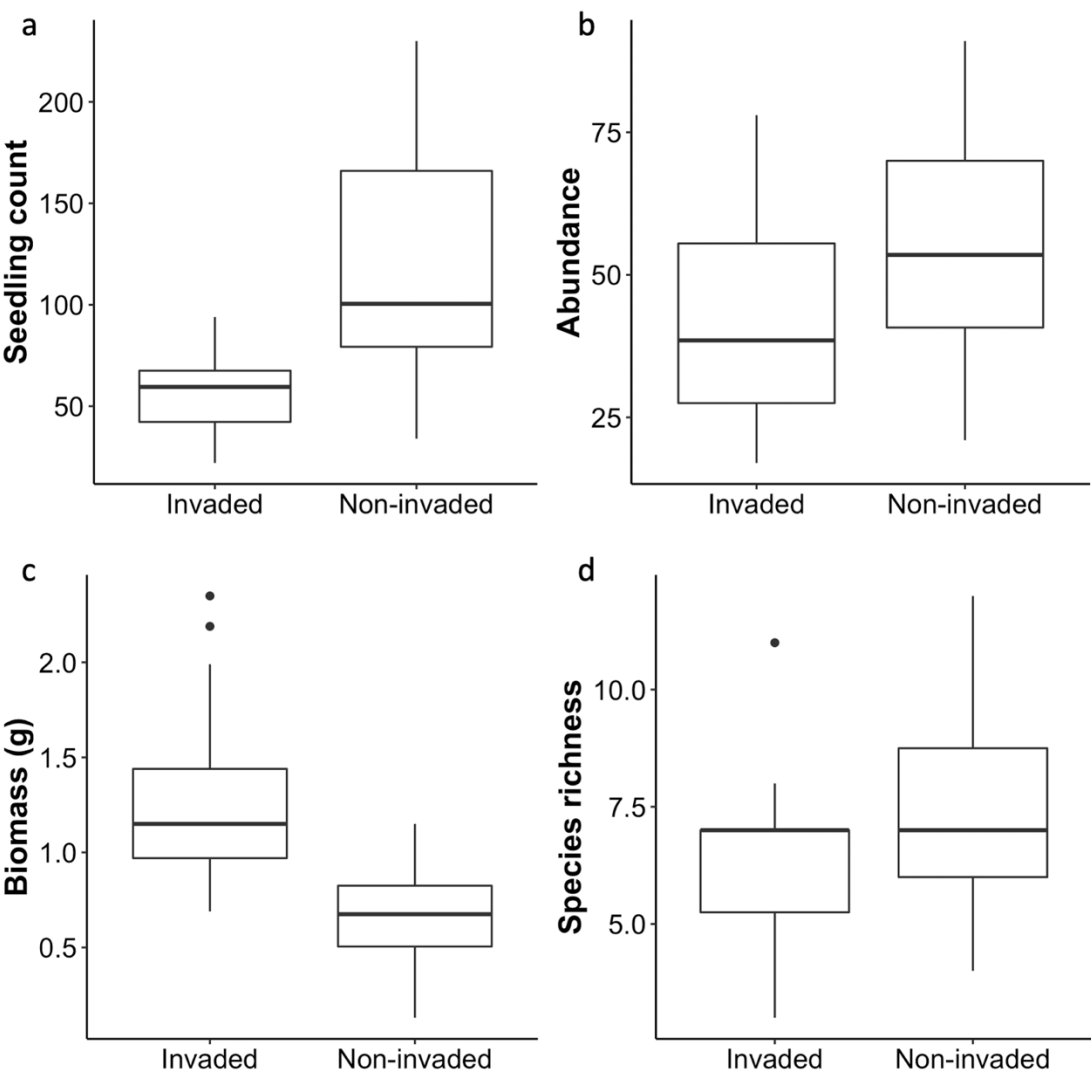 a
Seedling count
200
150
100
50
Invaded
Non-invaded
b
Abundance
75
50
25
Invaded
Non-invaded
c
Biomass (g)
2.0
1.5
1.0
0.5
Invaded
Non-invaded
d
Species richness
10.0
7.5
5.0
Invaded
Non-invaded